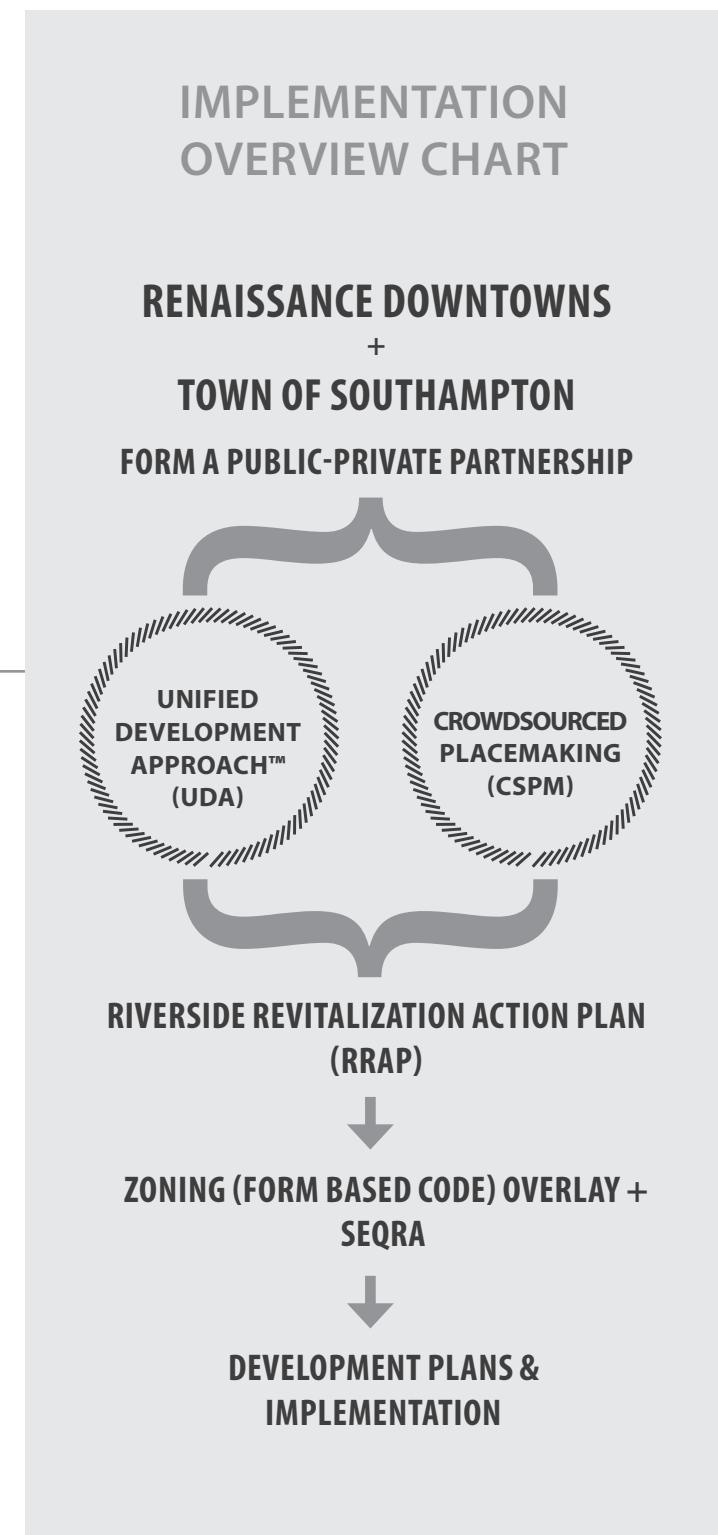 IMPLEMENTATION
OVERVIEW CHART
RENAISSANCE DOWNTOWNS
+
TOWN OF SOUTHAMPTON
FORM A PUBLIC-PRIVATE PARTNERSHIP
UNIFIED
DEVELOPMENT
APPROACH™
(UDA)
CROWDSOURCED
PLACEMAKING
(CSPM)
RIVERSIDE REVITALIZATION ACTION PLAN
(RRAP)
ZONING (FORM BASED CODE) OVERLAY +
SEQRA
DEVELOPMENT PLANS &
IMPLEMENTATION